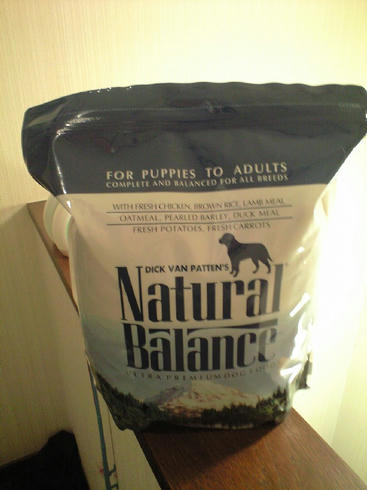 FOR PUPPIES TO ADULTS
COMPLETE AND BALANCED FOR ALL BREEDS
WITH FRESH CHICKEN, BROWN RICE, LAMB MEAL,
OATMEAL, PEARLED BARLEY, DUCK MEAL
FRESH POTATOES, FRESH CARROTS
DICK VAN PATTEN'S
Natural
Balance
ULTRA PREMIUM DOG FOOD